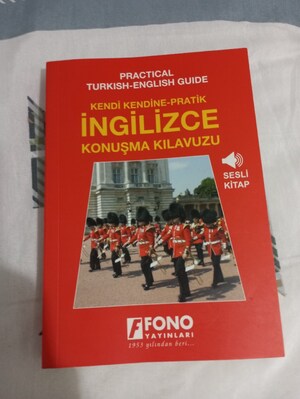 PRACTICAL
TURKISH-ENGLISH GUIDE
KENDİ KENDİNE-PRATİK
İNGİLİZCE
KONUŞMA KILAVUZU
SESLİ
KİTAP
FONO
YAYINLARI
1953 yılından beri...